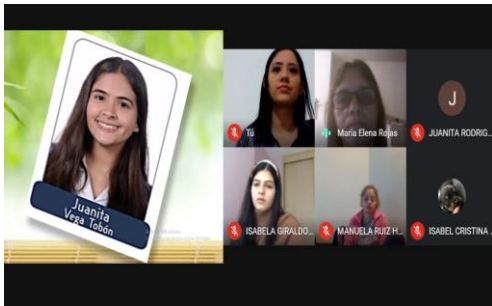 Juanita
Vega Tobón
Tú
María Elena Rojas
J
JUANITA RODRIG...
ISABELA GIRALDO...
MANUELA RUIZ H...
ISABEL CRISTINA ...